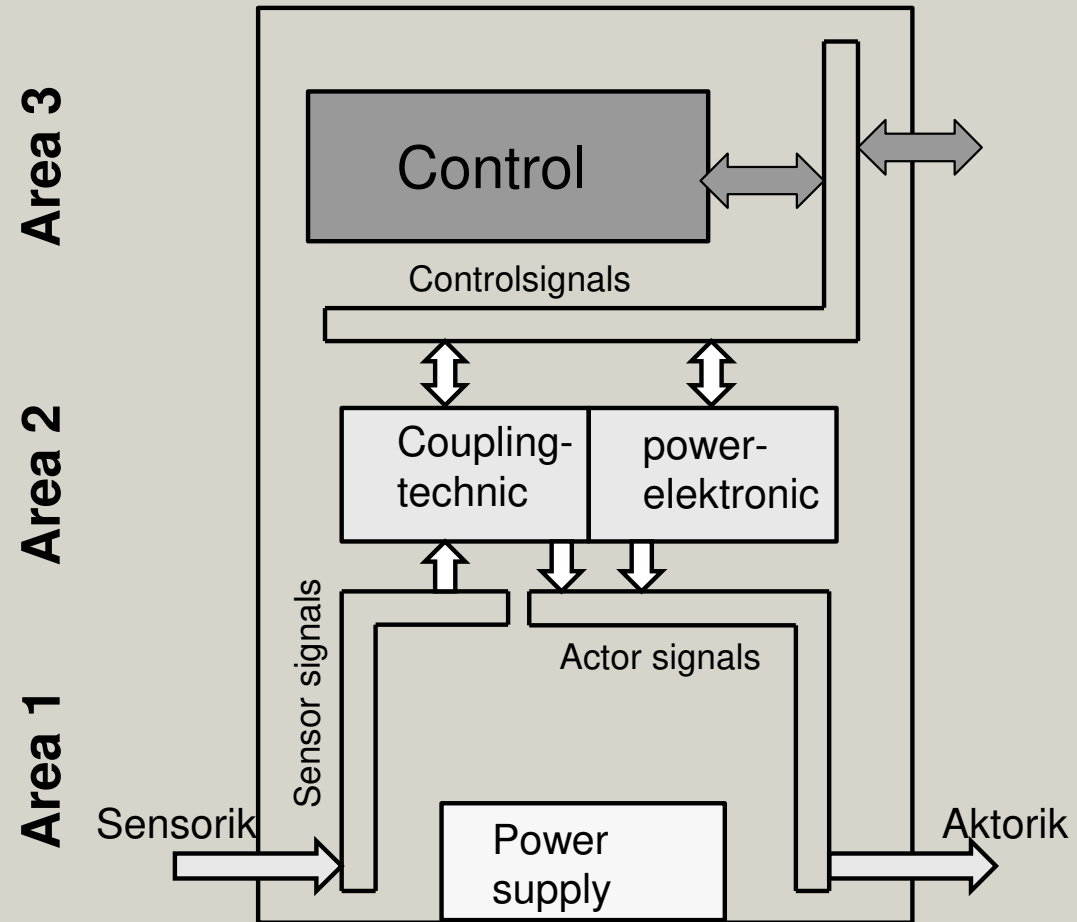 Area 3
Control
Controlsignals
Area 2
Coupling-
technic
power-
elektronic
Sensor signals
Actor signals
Area 1
Sensorik
Aktorik
Power
supply